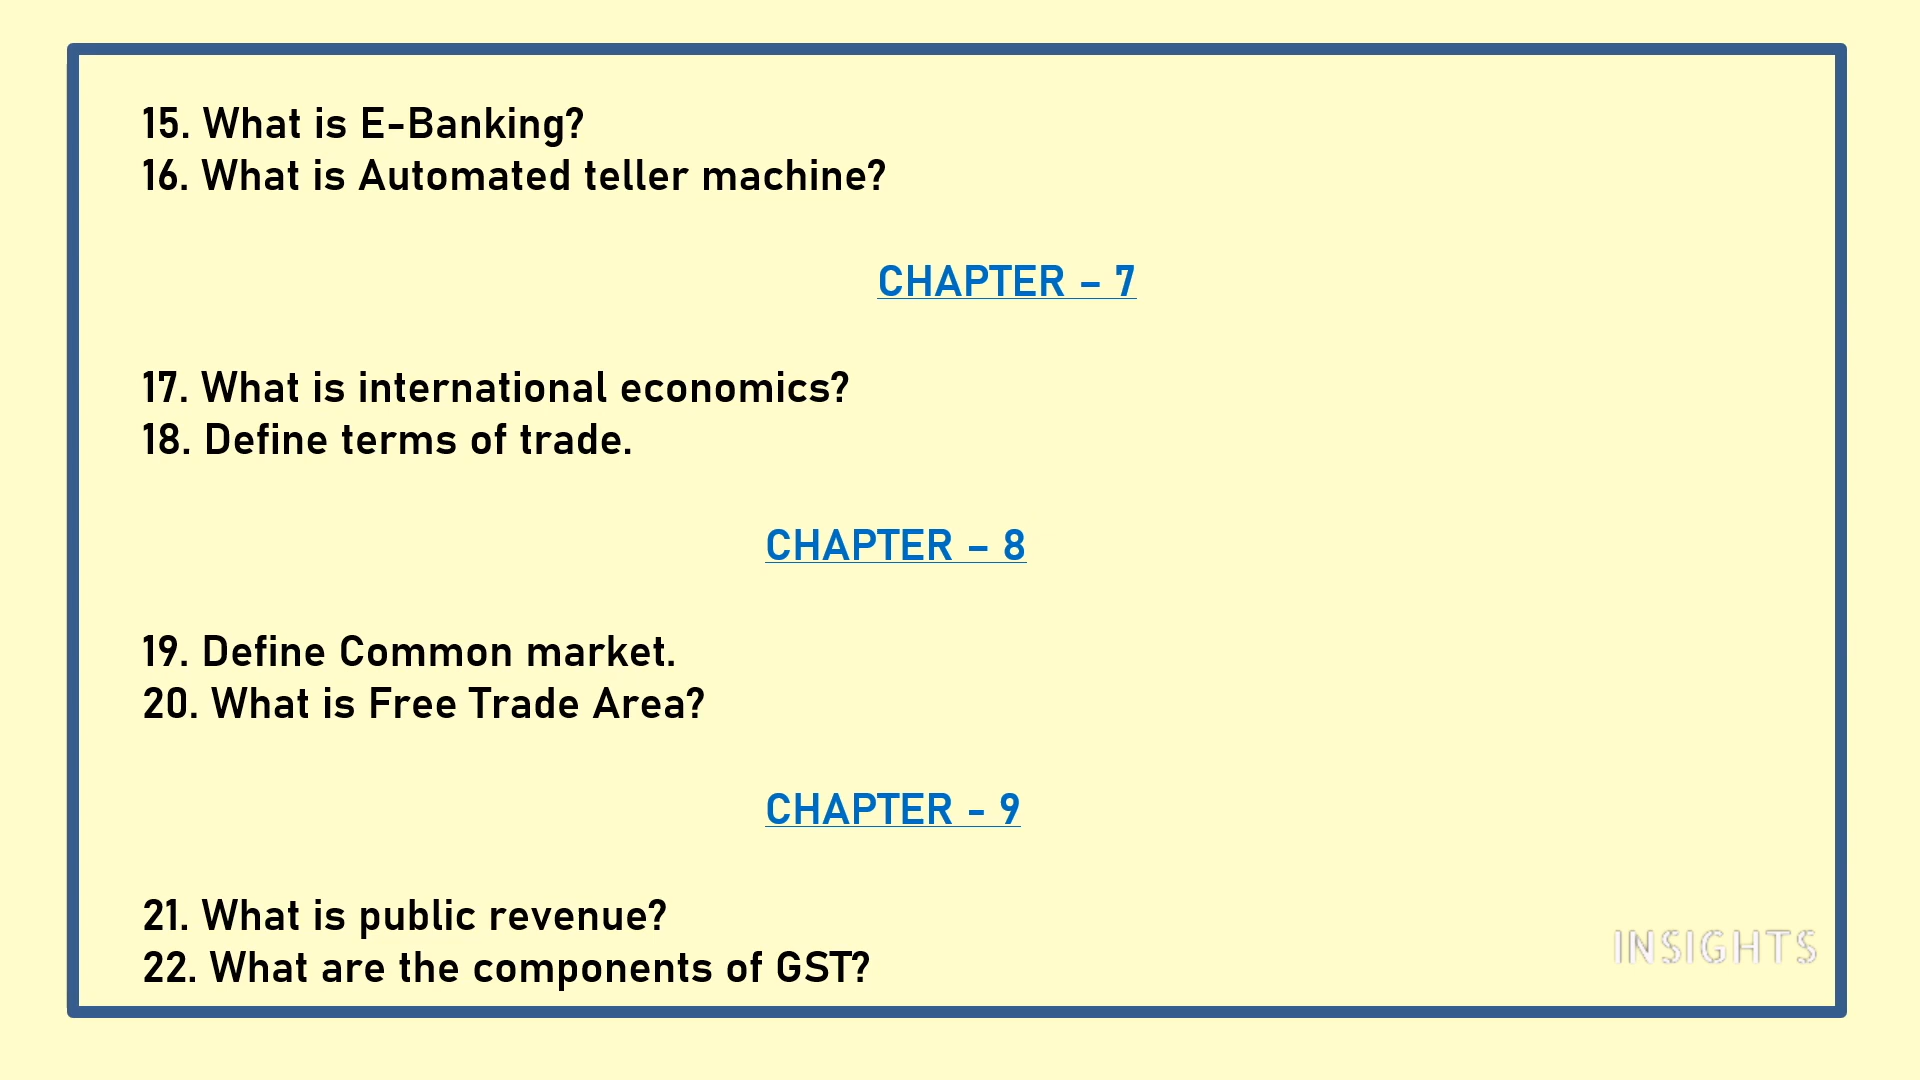 15. What is E-Banking?
16. What is Automated teller machine?
CHAPTER – 7
17. What is international economics?
18. Define terms of trade.
CHAPTER – 8
19. Define Common market.
20. What is Free Trade Area?
CHAPTER - 9
21. What is public revenue?
22. What are the components of GST?
INSIGHTS